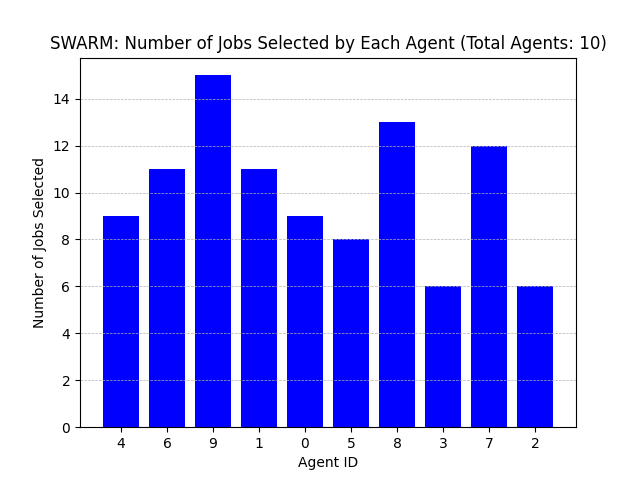 SWARM: Number of Jobs Selected by Each Agent (Total Agents: 10)
Number of Jobs Selected
14
12
10
8
6
4
2
0
4 6 9 1 0 5 8 3 7 2
Agent ID